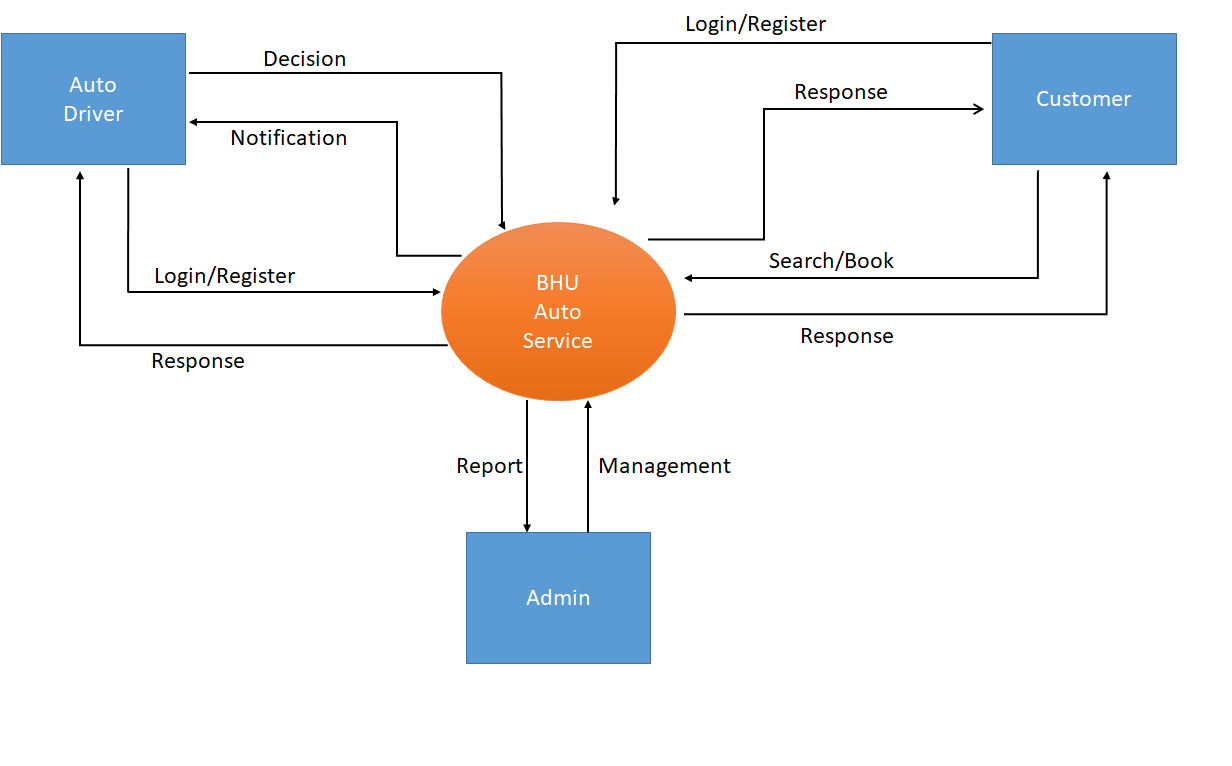 Login/Register
Decision
Auto
Driver
Response
Customer
Notification
Search/Book
Login/Register
BHU
Auto
Service
Response
Response
Report
Management
Admin